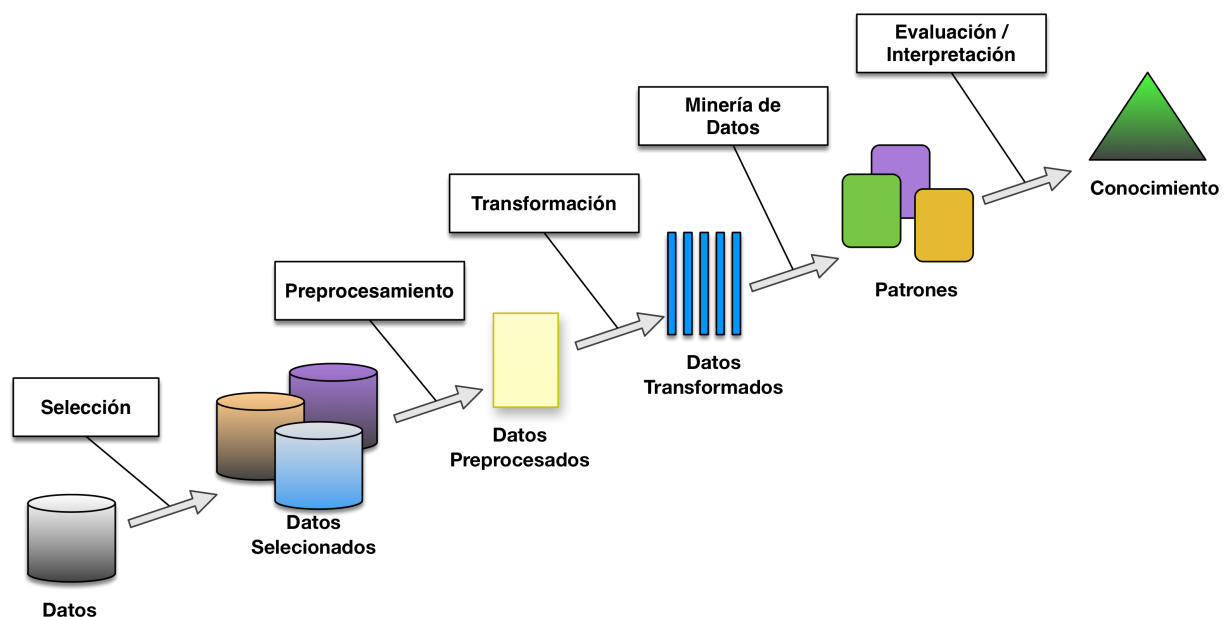 Evaluación /
Interpretación
Minería de
Datos
Transformación
Conocimiento
Preprocesamiento
Patrones
Selección
Datos
Transformados
Datos
Preprocesados
Datos
Selecionados
Datos